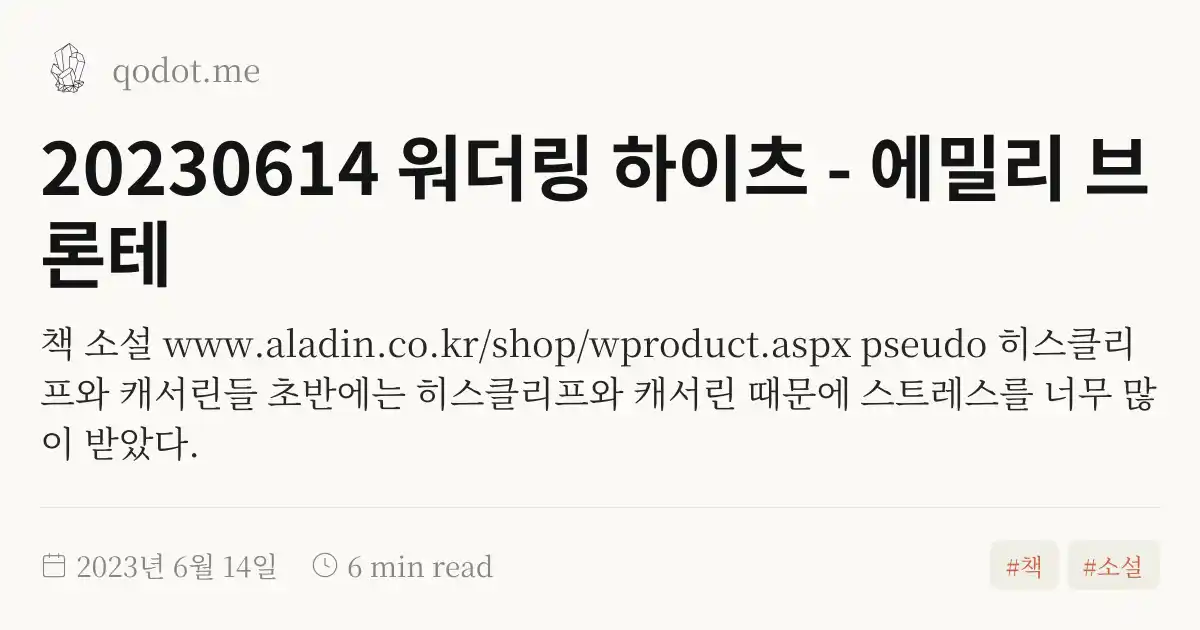 qodot.me
20230614 워더링 하이츠 - 에밀리 브
론테
책 소설 www.aladin.co.kr/shop/wproduct.aspx pseudo 히스클리
프와 캐서린들 초반에는 히스클리프와 캐서린 때문에 스트레스를 너무 많
이 받았다.
2023년 6월 14일 6 min read #책 #소설